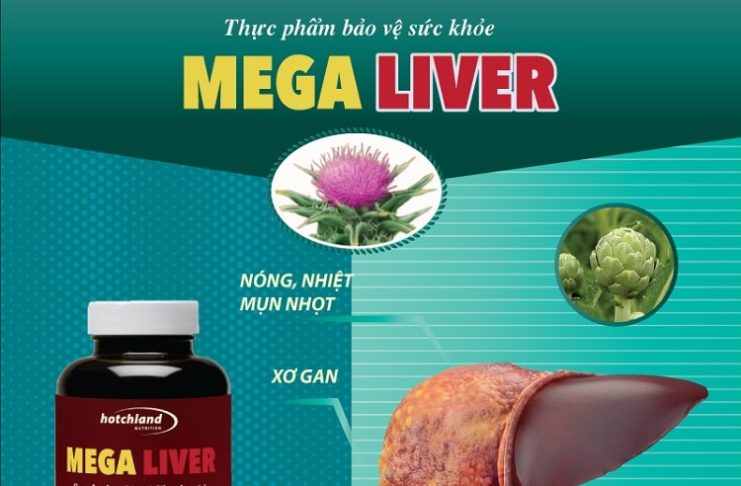 Thực phẩm bảo vệ sức khỏe
MEGA LIVER
NÓNG, NHIỆT
MỤN NHỌT
XƠ GAN
hotchland
NUTRITION
MEGA LIVER